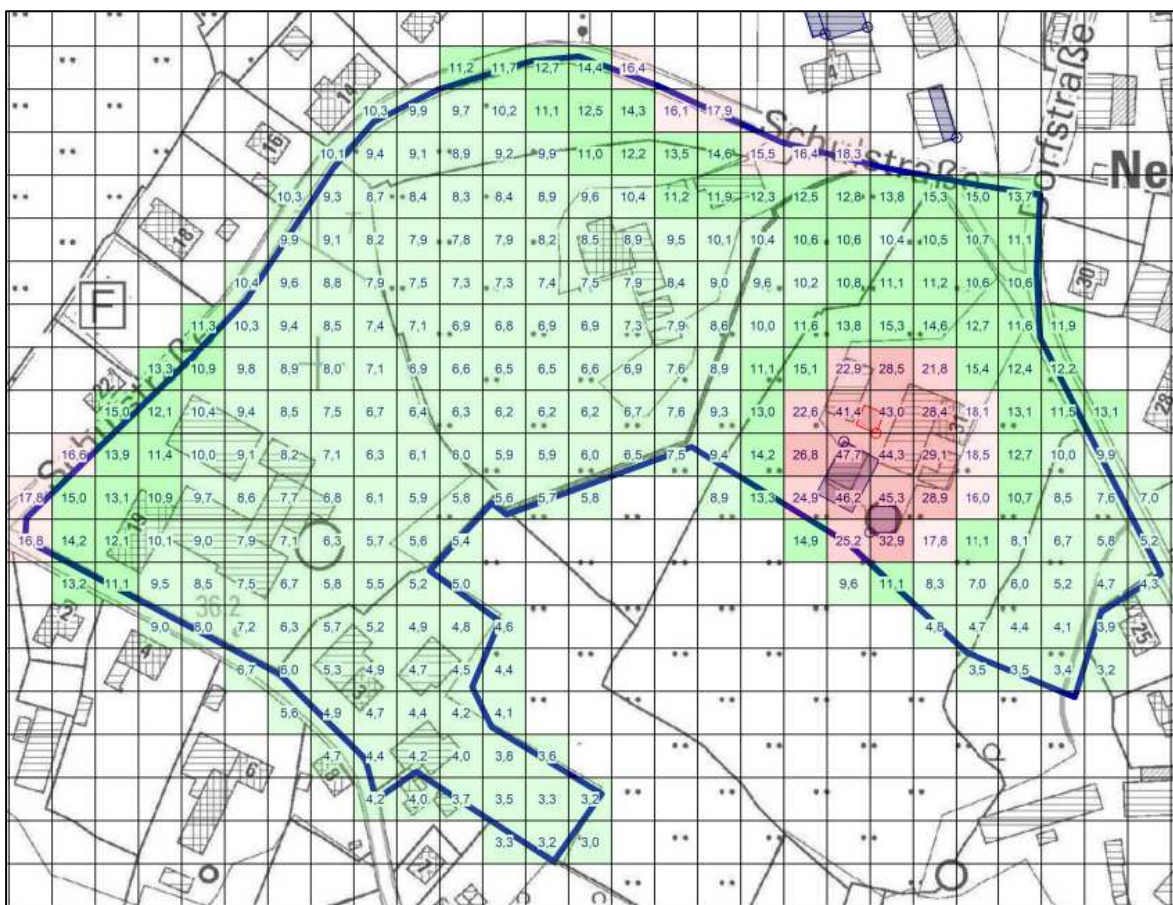 4
11,2 11,7 12,7 14,4 16,4
14
10,3 9,9 9,7 10,2 11,1 12,5 14,3 16,1 17,9
Schulstraße
Dorfstraße
16
10,1 9,4 9,1 8,9 9,2 9,9 11,0 12,2 13,5 14,6 15,5 16,4 18,3
10,3 9,3 8,7 8,4 8,3 8,4 8,9 9,6 10,4 11,2 11,9 12,3 12,5 12,8 13,8 15,3 15,0 13,7
18
9,9 9,1 8,2 7,9 7,8 7,9 8,2 8,5 8,9 9,5 10,1 10,4 10,6 10,6 10,4 10,5 10,7 11,1
F
10,4 9,6 8,8 7,9 7,5 7,3 7,3 7,4 7,5 7,9 8,4 9,0 9,6 10,2 10,8 11,1 11,2 10,6 10,6
30
11,3 10,3 9,4 8,5 7,4 7,1 6,9 6,8 6,9 6,9 7,3 7,9 8,6 10,0 11,6 13,8 15,3 14,6 12,7 11,6 11,9
22
13,3 10,9 9,8 8,9 8,0 7,1 6,9 6,6 6,5 6,5 6,6 6,9 7,6 8,9 11,1 15,1 22,9 28,5 21,8 15,4 12,4 12,2
28
15,0 12,1 10,4 9,4 8,5 7,5 6,7 6,4 6,3 6,2 6,2 6,2 6,7 7,6 9,3 13,0 22,6 41,4 43,0 28,4 18,1 13,1 11,5 13,1
31
16,6 13,9 11,4 10,0 9,1 8,2 7,1 6,3 6,1 6,0 5,9 5,9 6,0 6,5 7,5 9,4 14,2 26,8 47,7 44,3 29,1 18,5 12,7 10,0 9,9
17,8 15,0 13,1 10,9 9,7 8,6 7,7 6,8 6,1 5,9 5,8 5,6 5,7 5,8 8,9 13,3 24,9 46,2 45,3 28,9 16,0 10,7 8,5 7,6 7,0
19
16,8 14,2 12,1 10,1 9,0 7,9 7,1 6,3 5,7 5,6 5,4 14,9 25,2 32,9 17,8 11,1 8,1 6,7 5,8 5,2
13,2 11,1 9,5 8,5 7,5 6,7 5,8 5,5 5,2 5,0 9,6 11,1 8,3 7,0 6,0 5,2 4,7 4,3
36.2
2
9,0 8,0 7,2 6,3 5,7 5,2 4,9 4,8 4,6 4,8 4,7 4,4 4,1 3,9
25
4
6,7 6,0 5,3 4,9 4,7 4,5 4,4 3,5 3,5 3,4 3,2
3
5,6 4,9 4,7 4,4 4,2 4,1
4,7 4,4 4,2 4,0 3,8 3,6
6
8
4,2 4,0 3,7 3,5 3,3 3,2
3,3 3,2 3,0
7